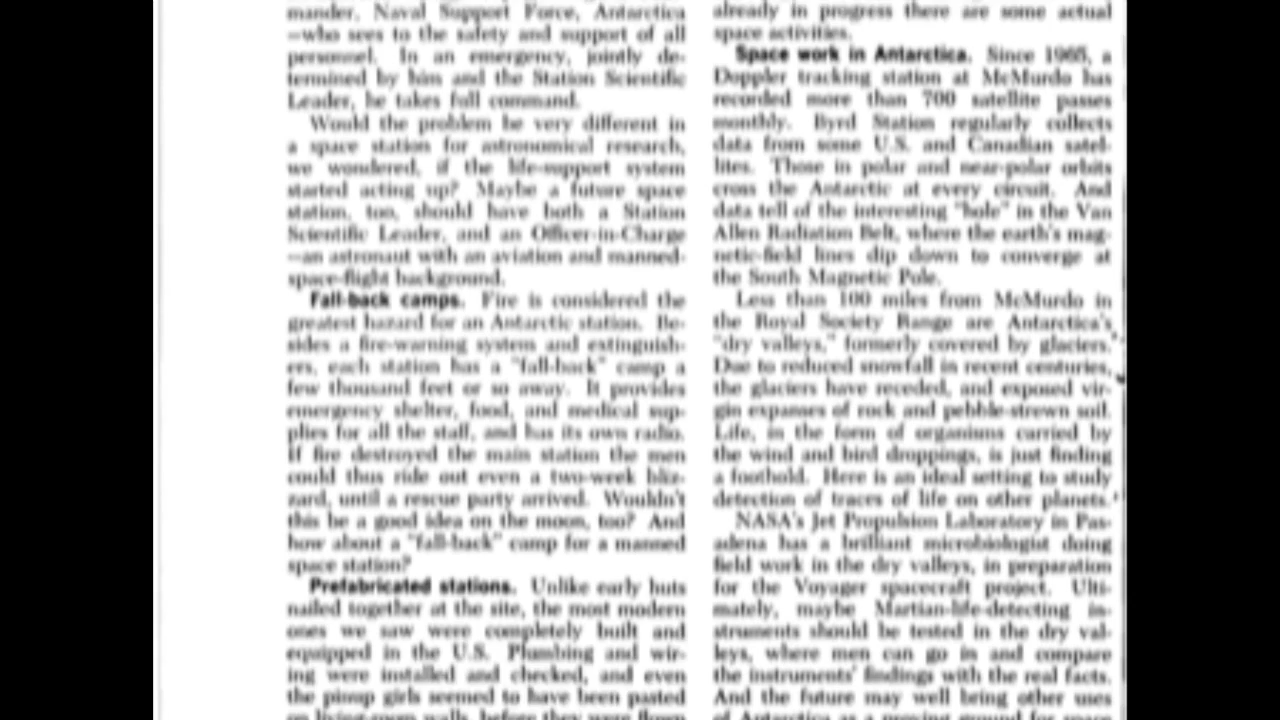 mander, Naval Support Force, Antarctica
—who sees to the safety and support of all
personnel. In an emergency, jointly de-
termined by him and the Station Scientific
Leader, he takes full command.
Would the problem be very different in
a space station for astronomical research,
we wondered, if the life-support system
started acting up? Maybe a future space
station, too, should have both a Station
Scientific Leader, and an Officer-in-Charge
—an astronaut with an aviation and manned-
space-flight background.
Fall-back camps. Fire is considered the
greatest hazard for an Antarctic station. Be-
sides a fire-warning system and extinguish-
ers, each station has a "fall-back" camp a
few thousand feet or so away. It provides
emergency shelter, food, and medical sup-
plies for all the staff, and has its own radio.
If fire destroyed the main station the men
could thus ride out even a two-week bliz-
zard, until a rescue party arrived. Wouldn't
this be a good idea on the moon, too? And
how about a "fall-back" camp for a manned
space station?
Prefabricated stations. Unlike early huts
nailed together at the site, the most modern
ones we saw were completely built and
equipped in the U.S. Plumbing and wir-
ing were installed and checked, and even
the pinup girls seemed to have been pasted
on living-room walls, before they were flown
already in progress there are some actual
space activities.
Space work in Antarctica. Since 1965, a
Doppler tracking station at McMurdo has
recorded more than 700 satellite passes
monthly. Byrd Station regularly collects
data from some U.S. and Canadian satel-
lites. Those in polar and near-polar orbits
cross the Antarctic at every circuit. And
data tell of the interesting "hole" in the Van
Allen Radiation Belt, where the earth's mag-
netic-field lines dip down to converge at
the South Magnetic Pole.
Less than 100 miles from McMurdo in
the Royal Society Range are Antarctica's
"dry valleys," formerly covered by glaciers.
Due to reduced snowfall in recent centuries,
the glaciers have receded, and exposed vir-
gin expanses of rock and pebble-strewn soil.
Life, in the form of organisms carried by
the wind and bird droppings, is just finding
a foothold. Here is an ideal setting to study
detection of traces of life on other planets.
NASA's Jet Propulsion Laboratory in Pas-
adena has a brilliant microbiologist doing
field work in the dry valleys, in preparation
for the Voyager spacecraft project. Ulti-
mately, maybe Martian-life-detecting in-
struments should be tested in the dry val-
leys, where men can go in and compare
the instruments' findings with the real facts.
And the future may well bring other uses
of Antarctica as a proving ground for space